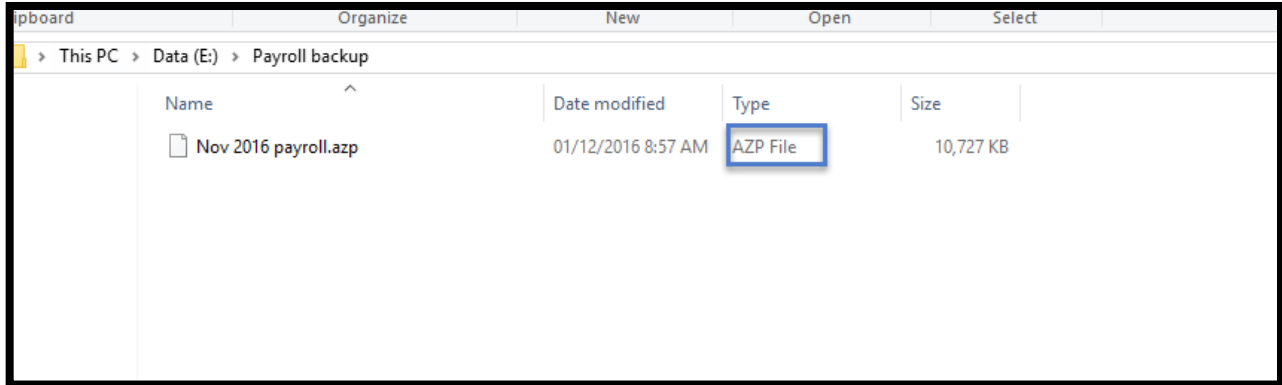 ipboard Organize New Open Select
> This PC > Data (E:) > Payroll backup
Name Date modified Type Size
Nov 2016 payroll.azp 01/12/2016 8:57 AM AZP File 10,727 KB